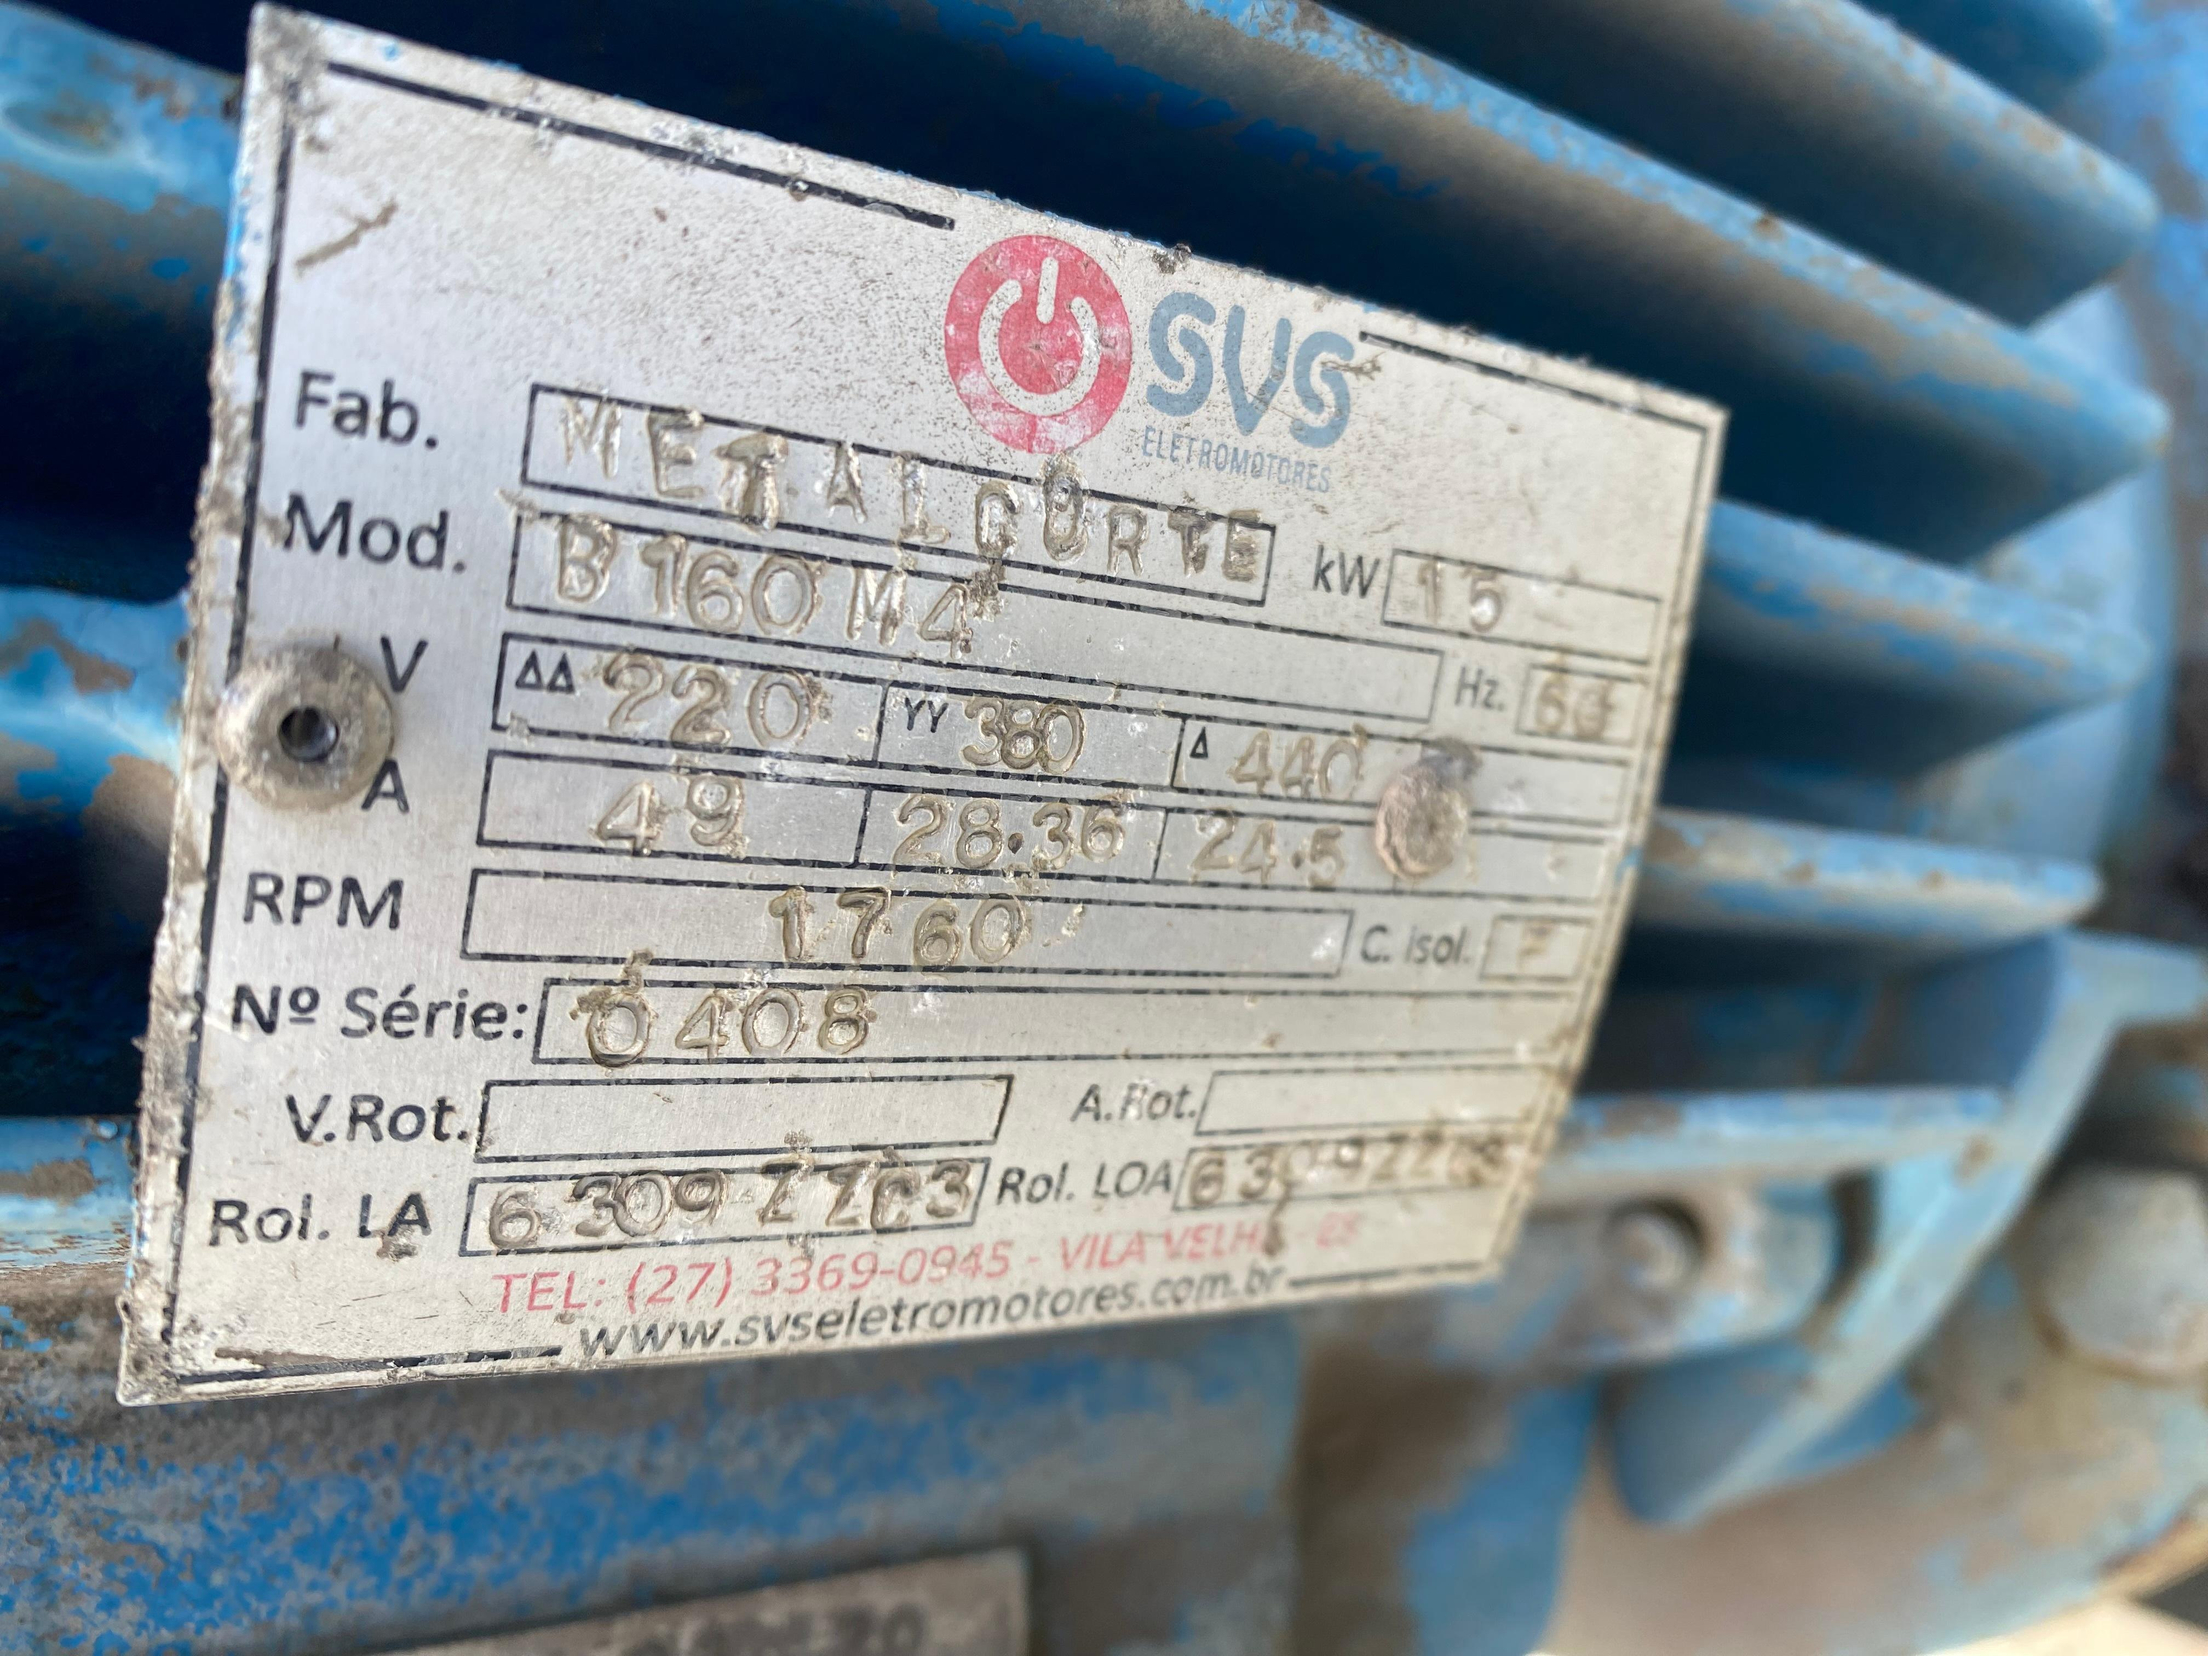 SVS
ELETROMOTORES
Fab. METALCORTE kW 15
Mod. B160M4 Hz. 60
V ΔΔ 220 YY 380 Δ 440
A 49 28.36 24.5
RPM 1760 C. isol. F
Nº Série: 0408
V.Rot. A.Rot.
Rol. LA 6309ZZC3 Rol. LOA 6309ZZC3
TEL: (27) 3369-0945 - VILA VELHA - ES
www.svseletromotores.com.br